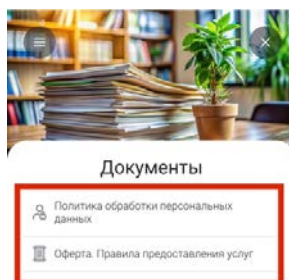 Документы
Политика обработки персональных
данных
Оферта. Правила предоставления услуг